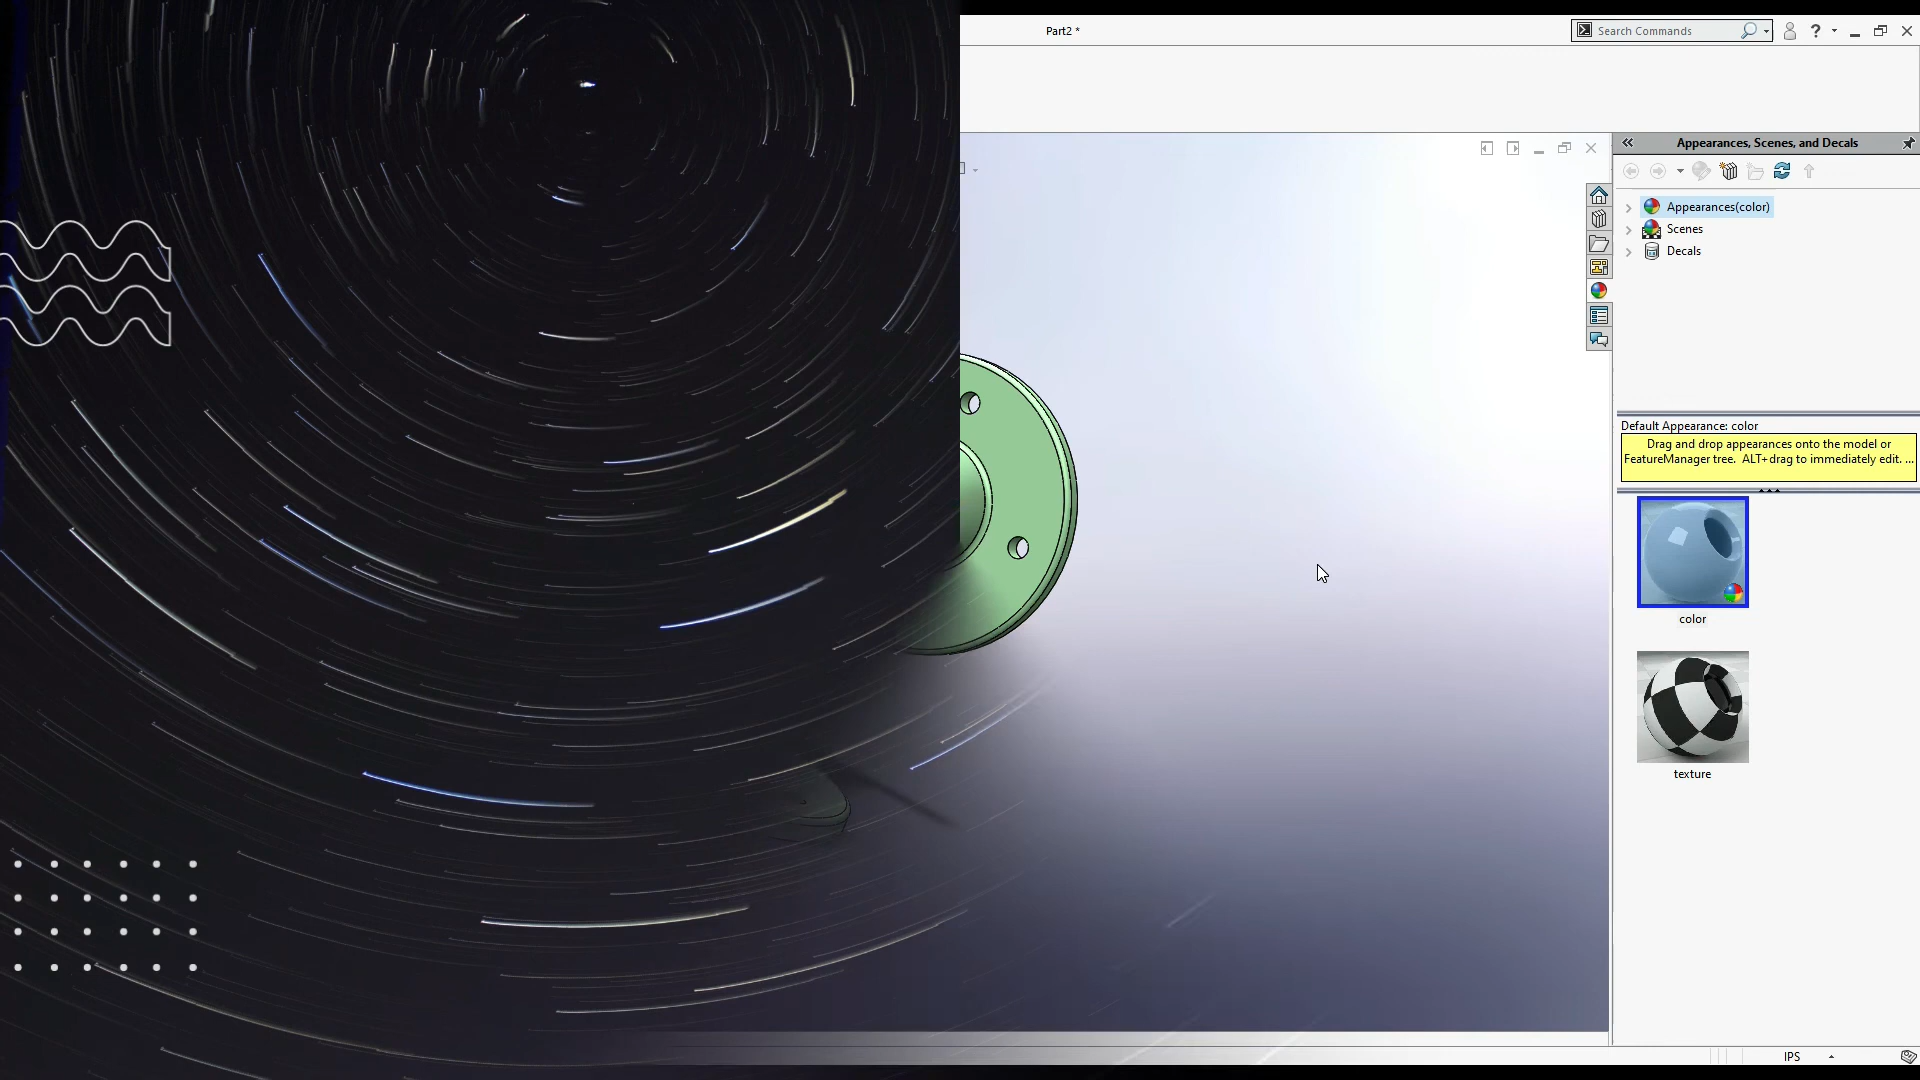 Part2 *
Search Commands
?
Appearances, Scenes, and Decals
Appearances(color)
Scenes
Decals
Default Appearance: color
Drag and drop appearances onto the model or
FeatureManager tree. ALT+drag to immediately edit. ...
color
texture
IPS